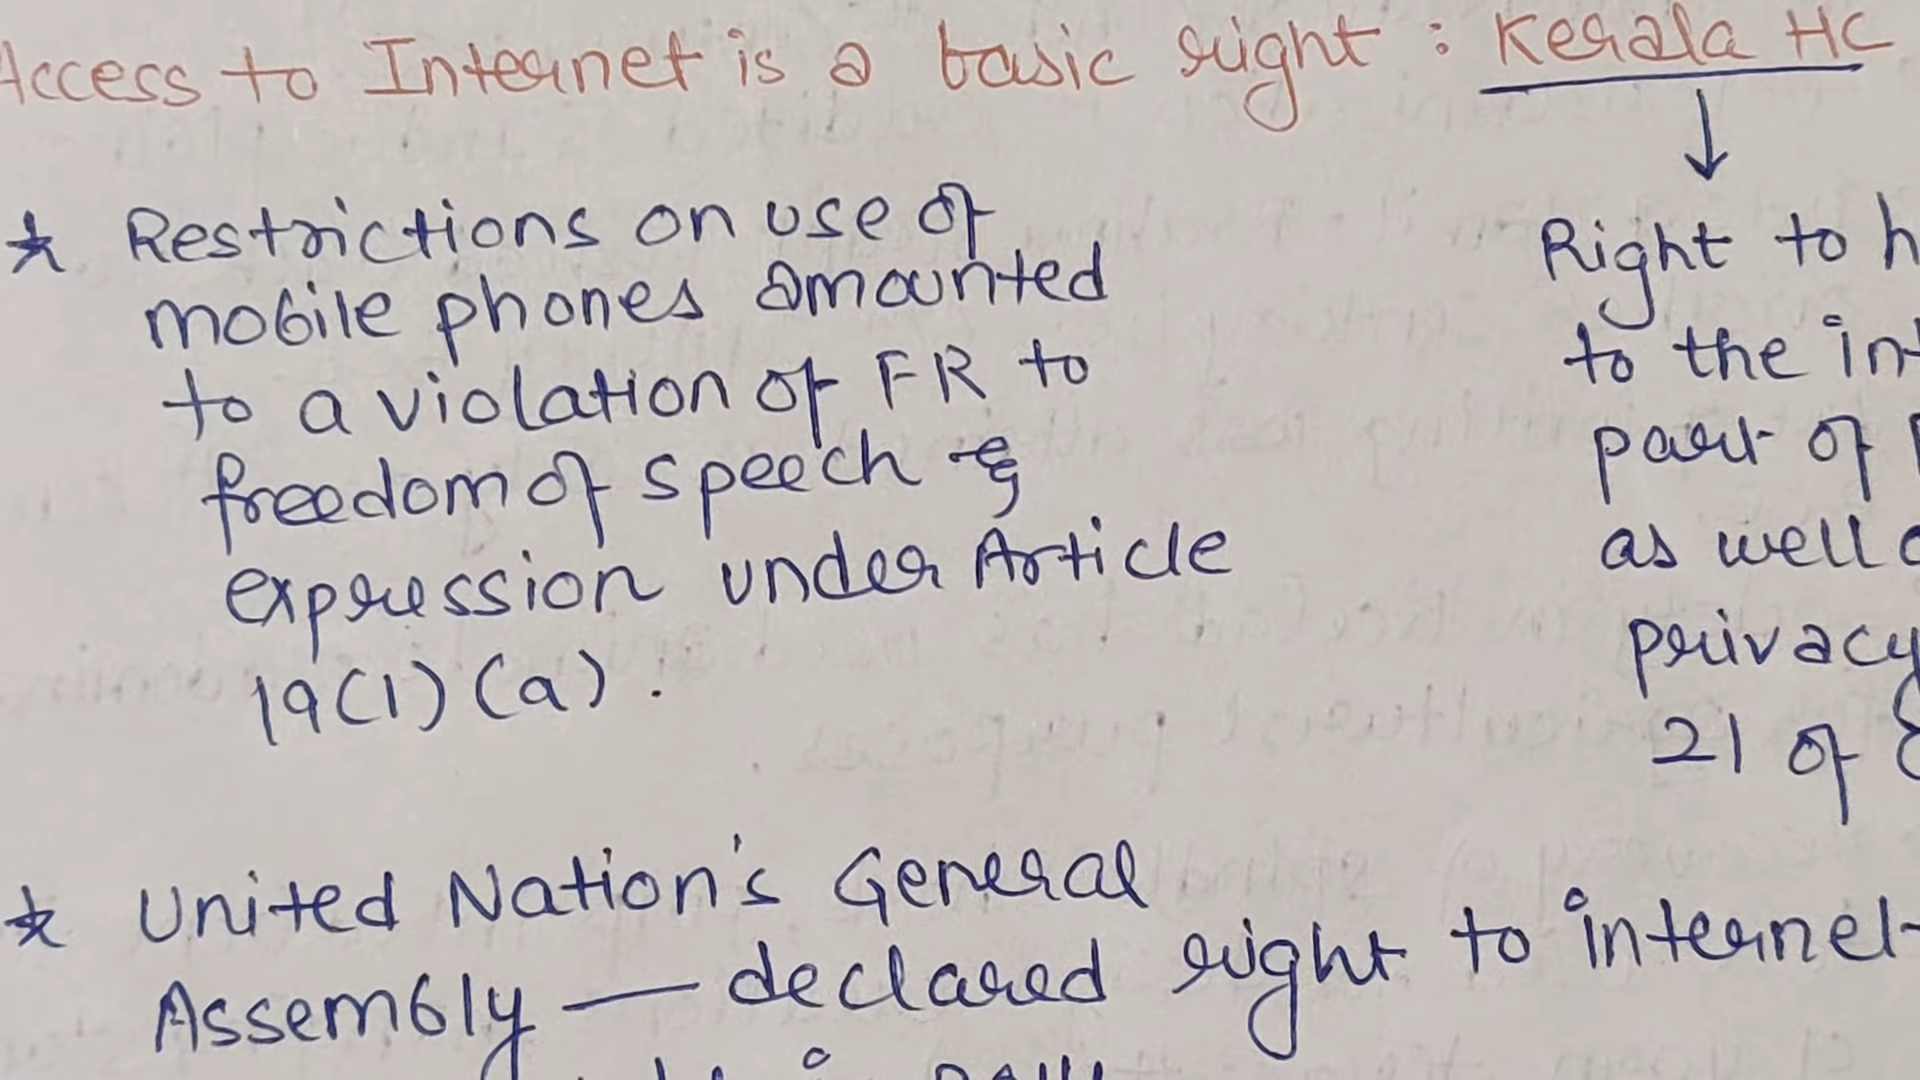 Access to Internet is a basic right : Kerala HC
* Restrictions on use of
mobile phones amounted
to a violation of FR to
freedom of speech &
expression under Article
19(1) (a) .
Right to
to the
part of
as well
privacy
21 of
* United Nation's General
Assembly — declared right to internet